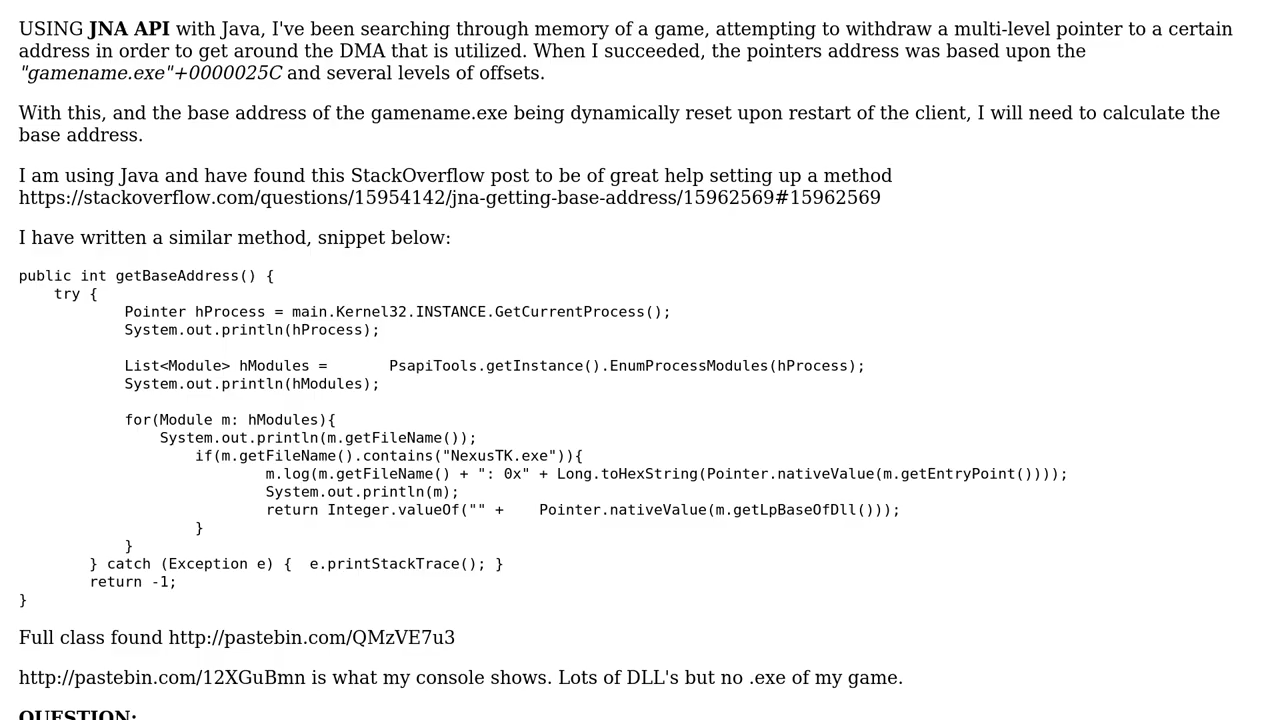 USING JNA API with Java, I've been searching through memory of a game, attempting to withdraw a multi-level pointer to a certain
address in order to get around the DMA that is utilized. When I succeeded, the pointers address was based upon the
"gamename.exe"+0000025C and several levels of offsets.
With this, and the base address of the gamename.exe being dynamically reset upon restart of the client, I will need to calculate the
base address.
I am using Java and have found this StackOverflow post to be of great help setting up a method
https://stackoverflow.com/questions/15954142/jna-getting-base-address/15962569#15962569
I have written a similar method, snippet below:
public int getBaseAddress() {
    try {
            Pointer hProcess = main.Kernel32.INSTANCE.GetCurrentProcess();
            System.out.println(hProcess);
            List<Module> hModules =       PsapiTools.getInstance().EnumProcessModules(hProcess);
            System.out.println(hModules);
            for(Module m: hModules){
                System.out.println(m.getFileName());
                    if(m.getFileName().contains("NexusTK.exe")){
                            m.log(m.getFileName() + ": 0x" + Long.toHexString(Pointer.nativeValue(m.getEntryPoint())));
                            System.out.println(m);
                            return Integer.valueOf("" +    Pointer.nativeValue(m.getLpBaseOfDll()));
                    }
            }
        } catch (Exception e) {  e.printStackTrace(); }
        return -1;
}
Full class found http://pastebin.com/QMzVE7u3
http://pastebin.com/12XGuBmn is what my console shows. Lots of DLL's but no .exe of my game.
QUESTION: